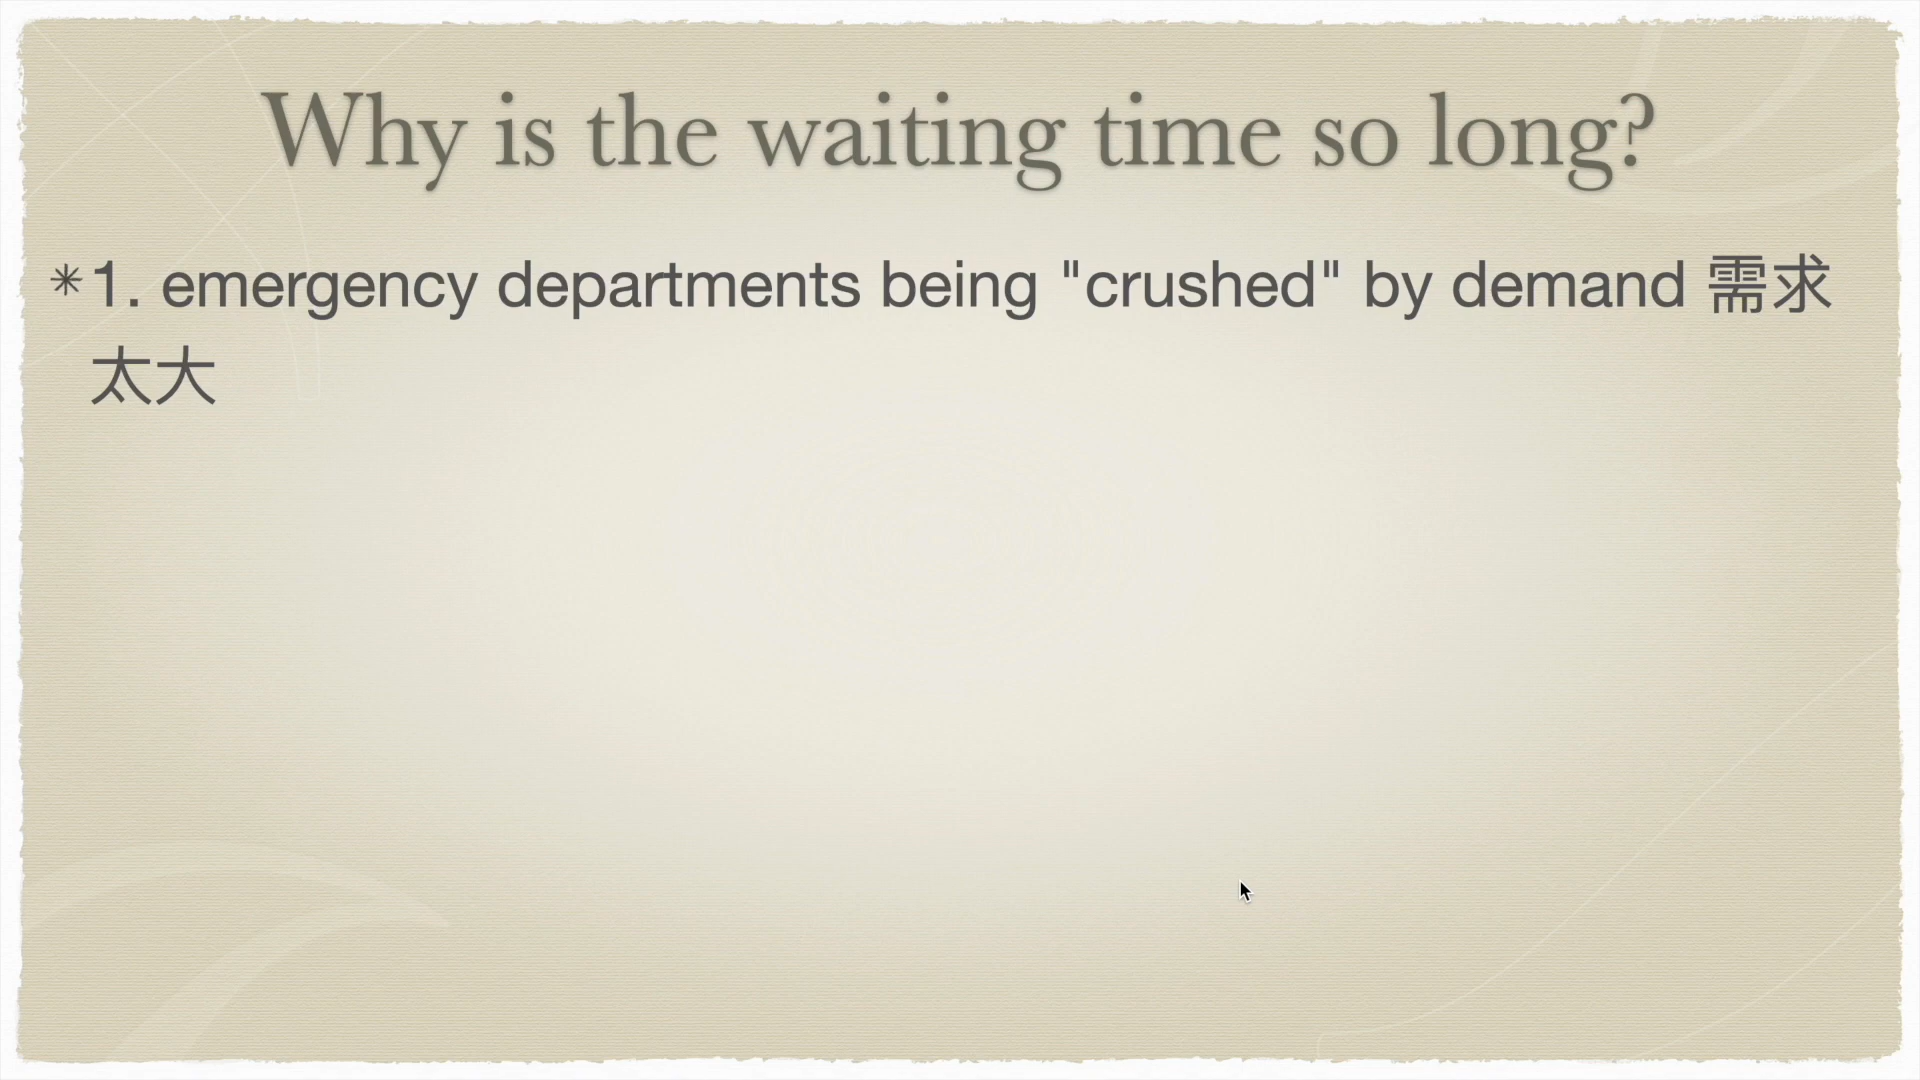 Why is the waiting time so long?
✳1. emergency departments being "crushed" by demand 需求
太大